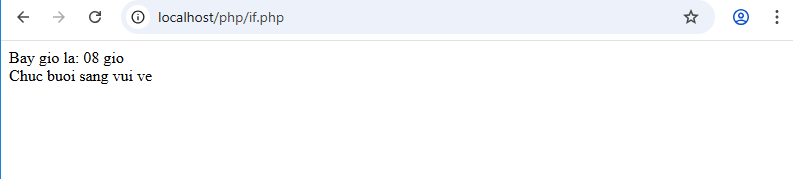 localhost/php/if.php
Bay gio la: 08 gio
Chuc buoi sang vui ve